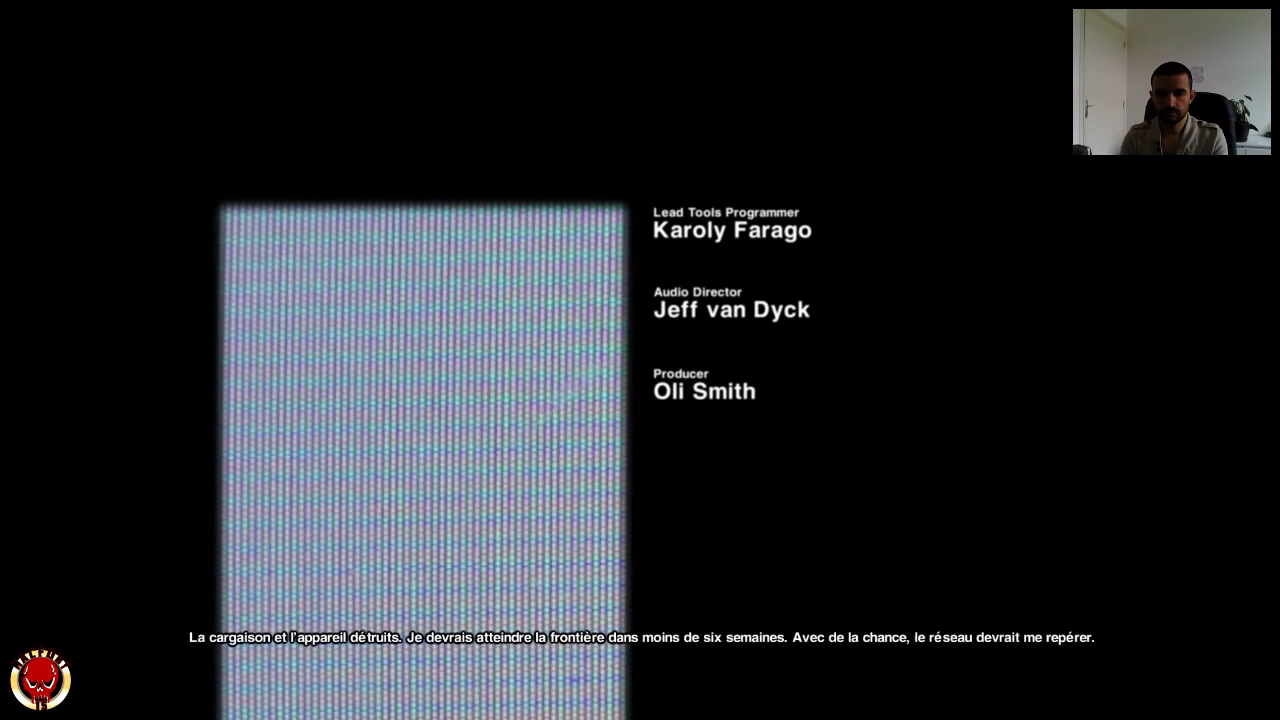 Lead Tools Programmer
Karoly Farago
Audio Director
Jeff van Dyck
Producer
Oli Smith
La cargaison et l'appareil détruits. Je devrais atteindre la frontière dans moins de six semaines. Avec de la chance, le réseau devrait me repérer.